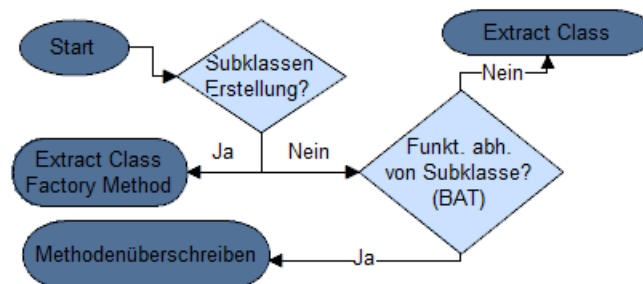 Start
Subklassen
Erstellung?
Extract Class
Nein
Ja
Nein
Extract Class
Factory Method
Funkt. abh.
von Subklasse?
(BAT)
Methodenüberschreiben
Ja